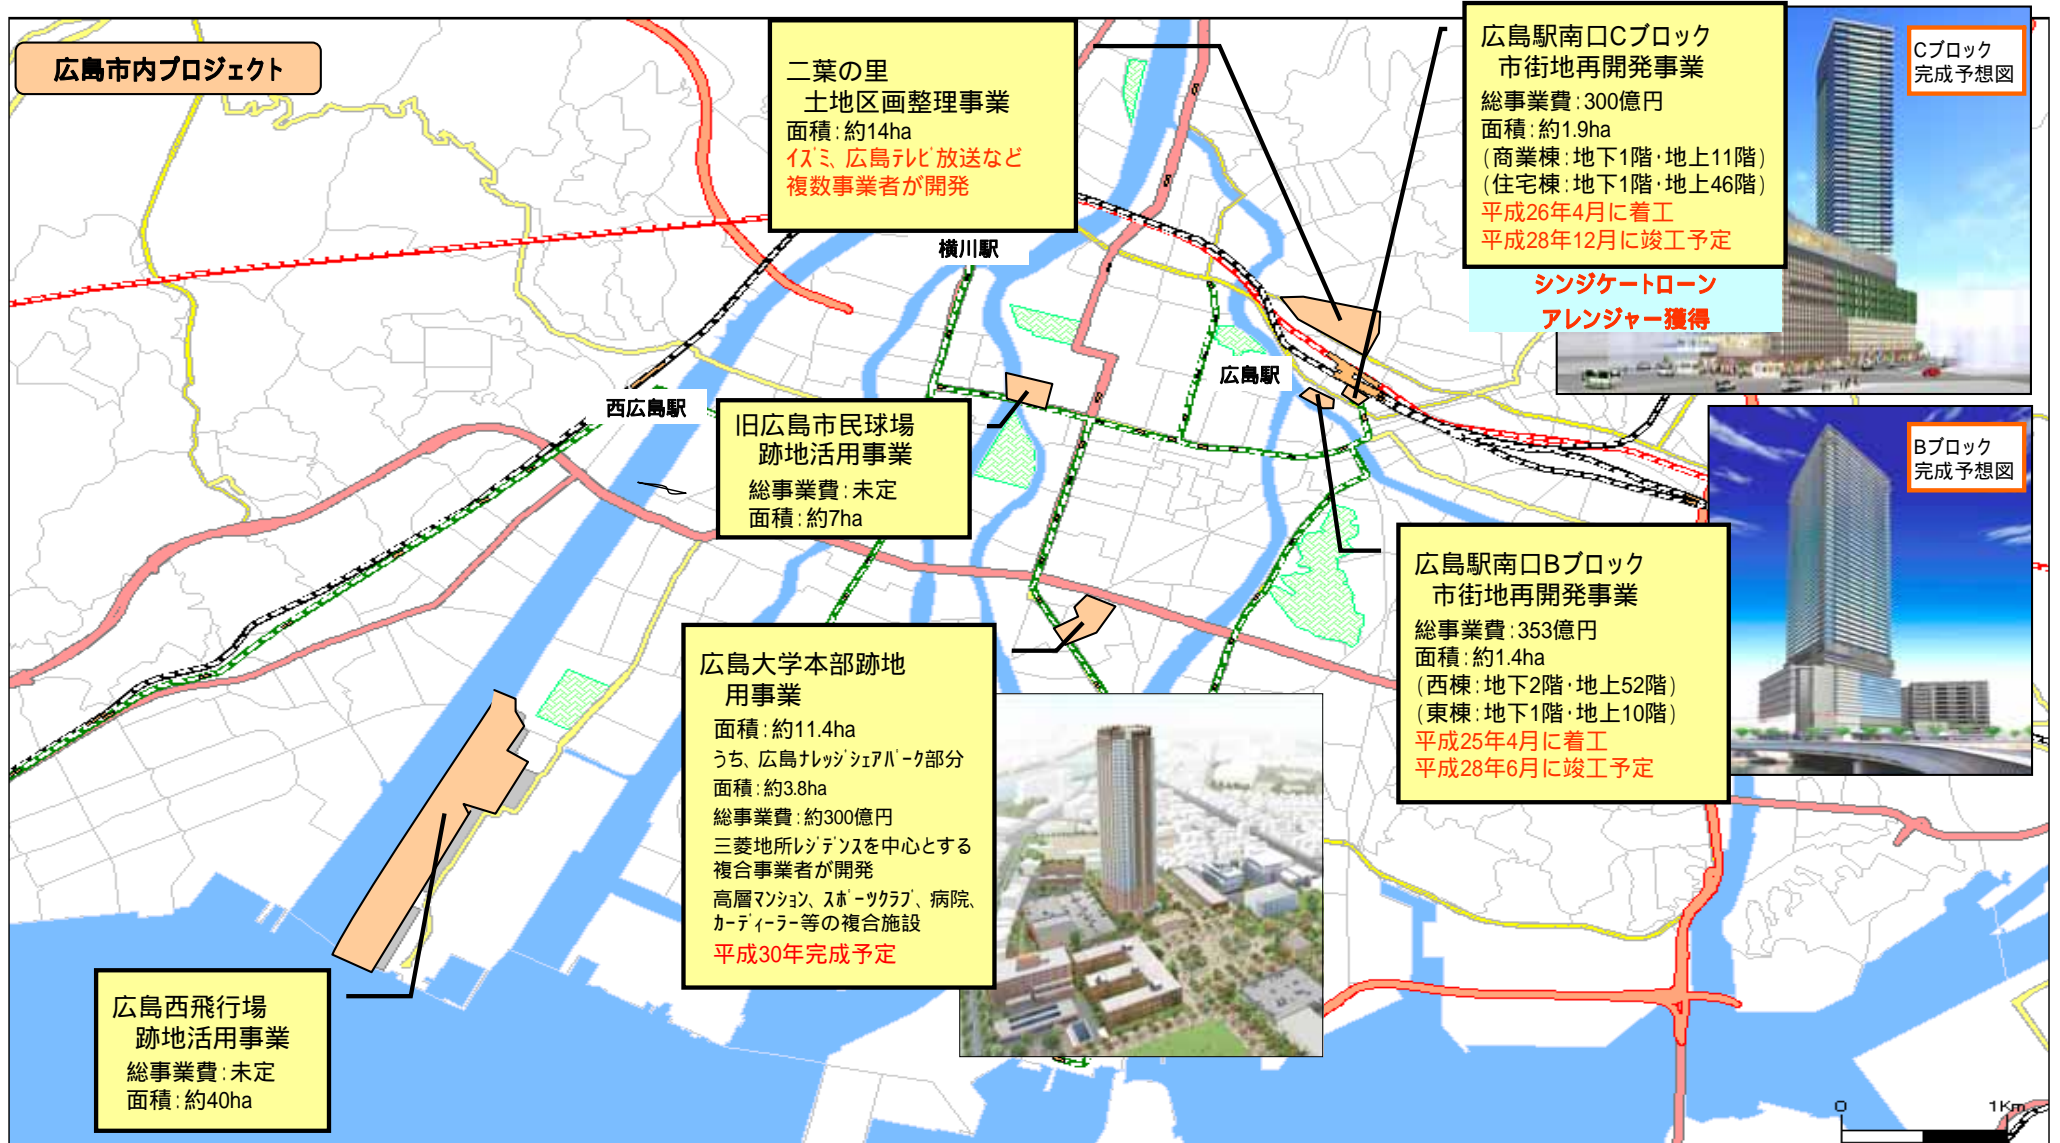 広島市内プロジェクト
二葉の里
土地区画整理事業
面積:約14ha
イズミ、広島テレビ放送など
複数事業者が開発
広島駅南口Cブロック
市街地再開発事業
総事業費:300億円
面積:約1.9ha
(商業棟:地下1階・地上11階)
(住宅棟:地下1階・地上46階)
平成26年4月に着工
平成28年12月に竣工予定
シンジケートローン
アレンジャー獲得
Cブロック
完成予想図
横川駅
広島駅
西広島駅
旧広島市民球場
跡地活用事業
総事業費:未定
面積:約7ha
Bブロック
完成予想図
広島駅南口Bブロック
市街地再開発事業
総事業費:353億円
面積:約1.4ha
(西棟:地下2階・地上52階)
(東棟:地下1階・地上10階)
平成25年4月に着工
平成28年6月に竣工予定
広島大学本部跡地
用事業
面積:約11.4ha
うち、広島ナレッジシェアパーク部分
面積:約3.8ha
総事業費:約300億円
三菱地所レジデンスを中心とする
複合事業者が開発
高層マンション、スポーツクラブ、病院、
カーディーラー等の複合施設
平成30年完成予定
広島西飛行場
跡地活用事業
総事業費:未定
面積:約40ha
0 1Km